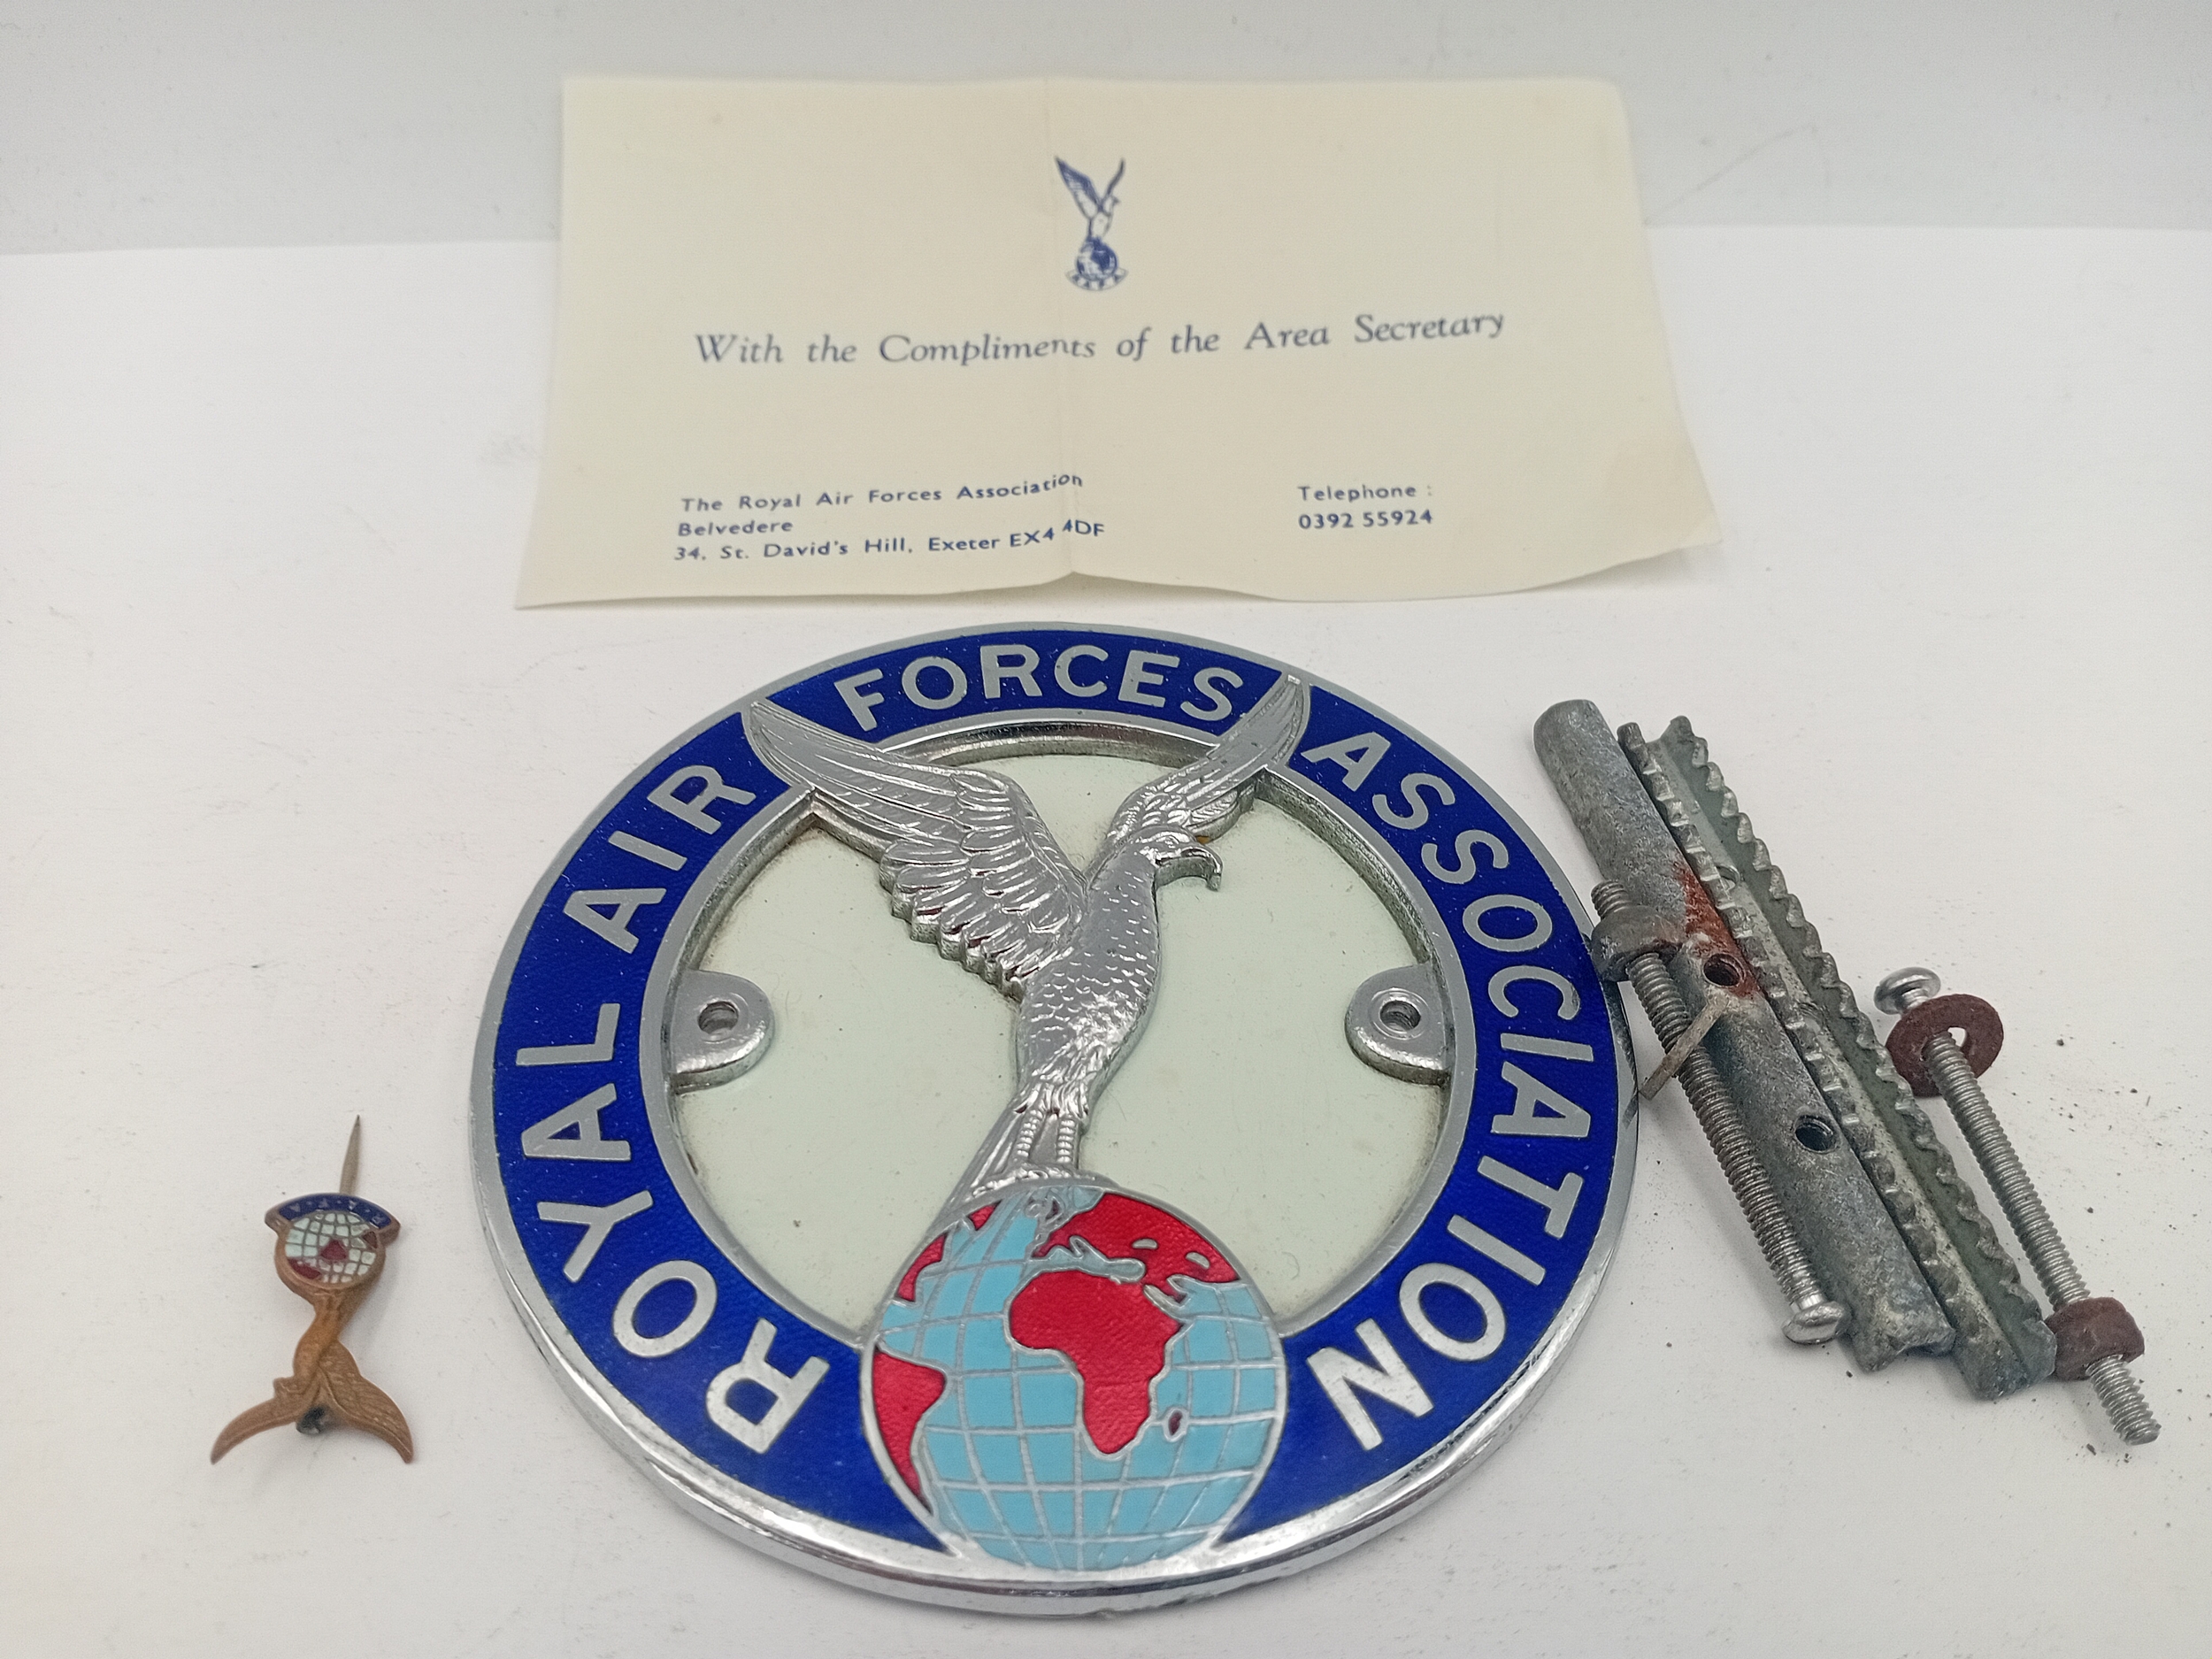 R.A.F.A
With the Compliments of the Area Secretary
The Royal Air Forces Association
Belvedere
34, St. David's Hill, Exeter EX4 4DF
Telephone :
0392 55924
ROYAL AIR FORCES ASSOCIATION
R·A·F·A